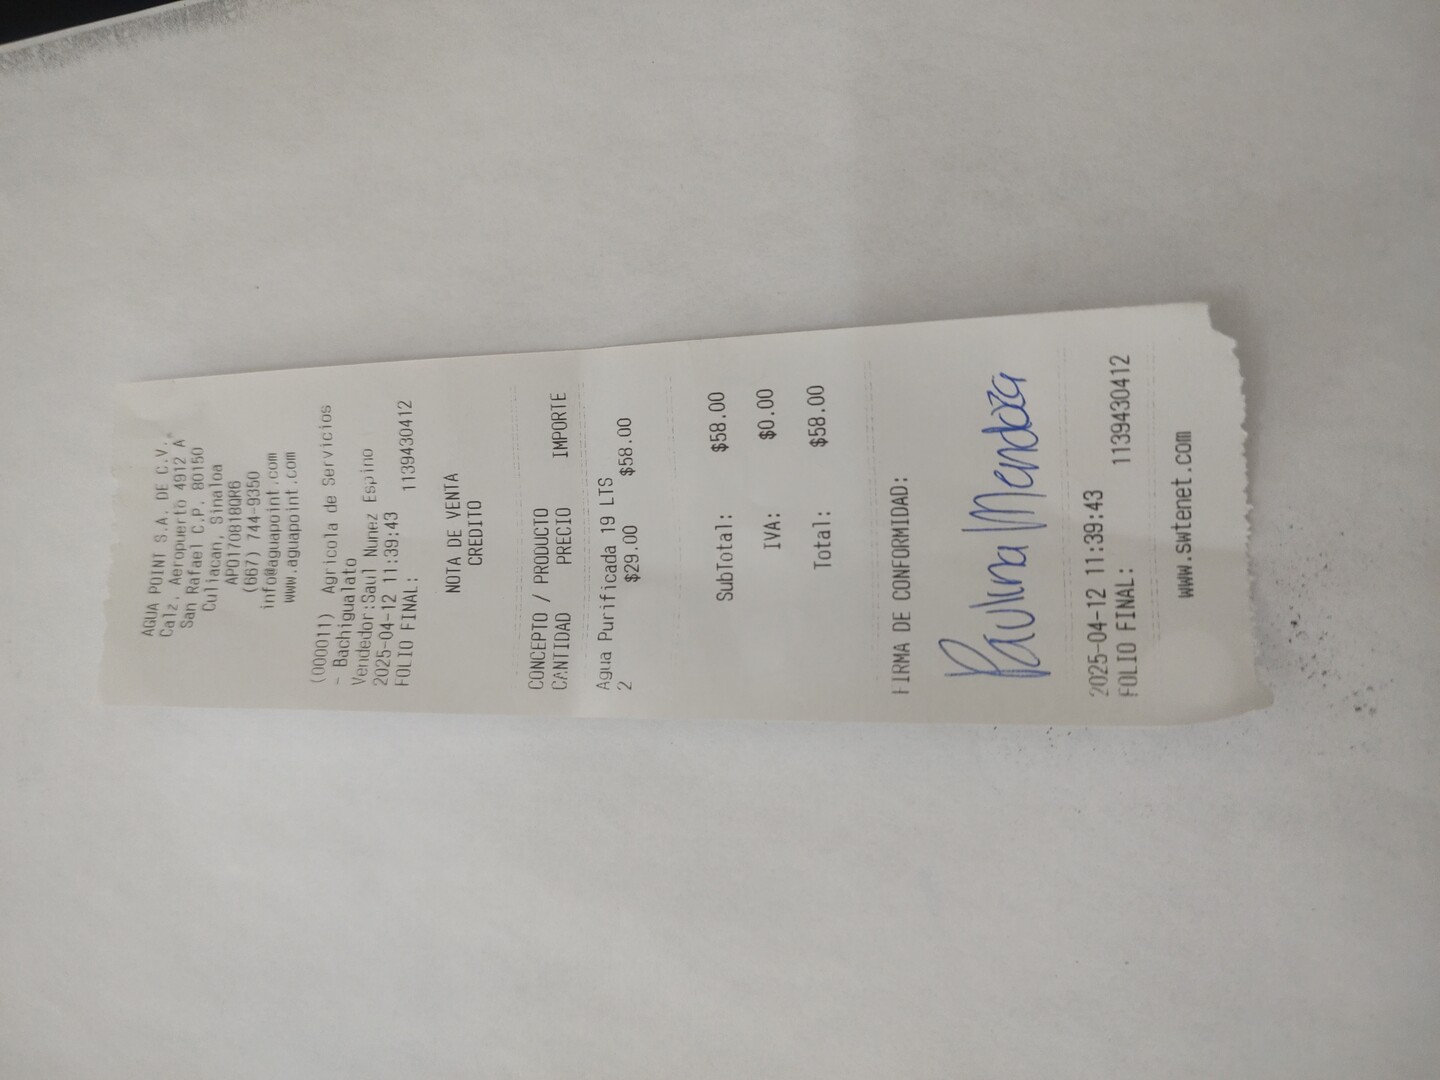 AGUA POINT S.A. DE C.V.
Calz. Aeropuerto 4912 A
San Rafael C.P. 80150
Culiacan, Sinaloa
APO170818QR6
(667) 744-9350
info@aguapoint.com
www.aguapoint.com
(000011) Agricola de Servicios
- Bachigualato
Vendedor:Saul Nunez Espino
2025-04-12 11:39:43
FOLIO FINAL: 1139430412
NOTA DE VENTA
CREDITO
CONCEPTO / PRODUCTO
CANTIDAD PRECIO IMPORTE
Agua Purificada 19 LTS
2 $29.00 $58.00
SubTotal: $58.00
IVA: $0.00
Total: $58.00
FIRMA DE CONFORMIDAD:
Paulina Mendoza
2025-04-12 11:39:43
FOLIO FINAL: 1139430412
www.swtenet.com